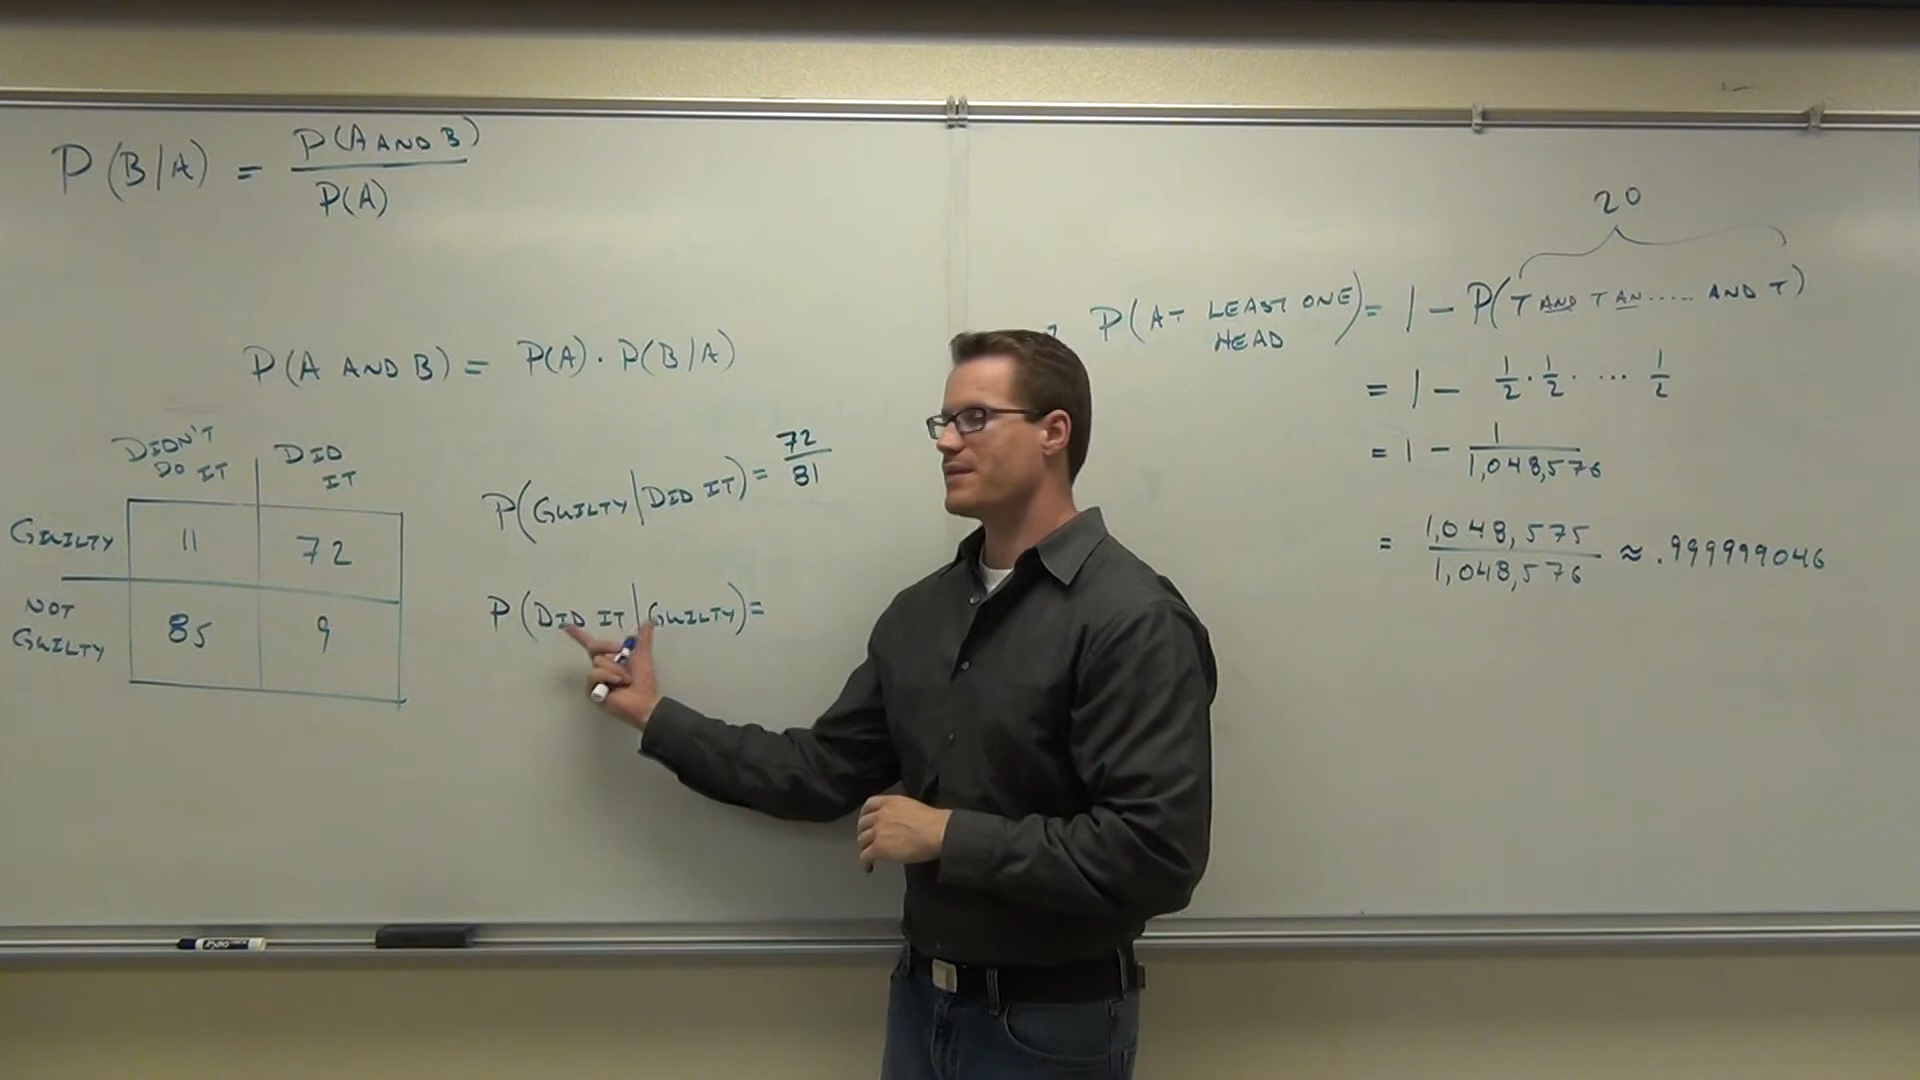 P(B|A) = P(A AND B)
P(A)
P(A AND B) = P(A) · P(B|A)
DIDN'T
DO IT
DID
IT
GUILTY 11 72
NOT
GUILTY 85 9
P(GUILTY|DID IT) = 72
81
P(DID IT|GUILTY) =
20
P(AT LEAST ONE HEAD) = 1 - P(T AND T AN ..... AND T)
= 1 - 1/2 · 1/2 · ... 1/2
= 1 - 1/1,048,576
= 1,048,575/1,048,576 ≈ .999999046
EXPO